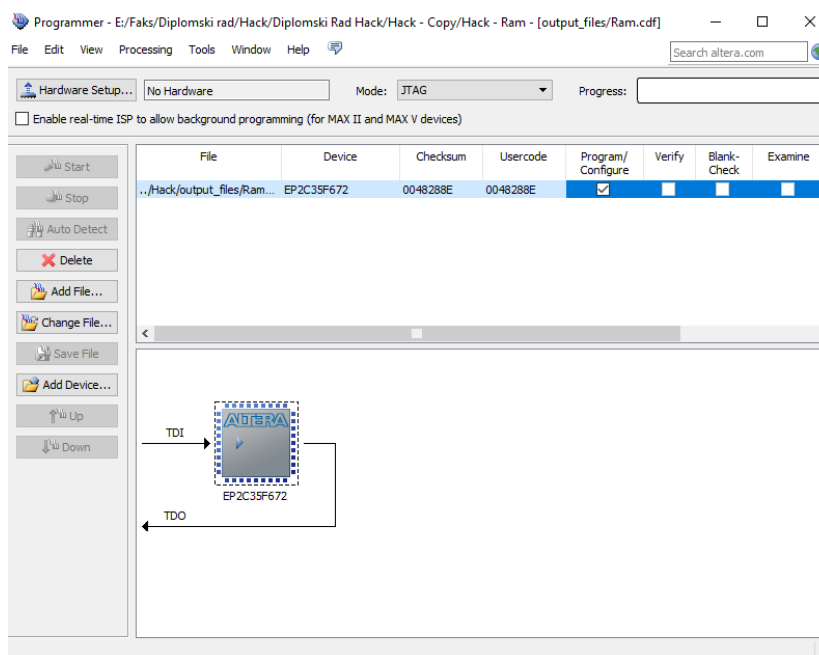 Programmer - E:/Faks/Diplomski rad/Hack/Diplomski Rad Hack/Hack - Copy/Hack - Ram - [output_files/Ram.cdf]
File Edit View Processing Tools Window Help
Search altera.com
Hardware Setup... No Hardware Mode: JTAG Progress:
Enable real-time ISP to allow background programming (for MAX II and MAX V devices)
Start
Stop
Auto Detect
Delete
Add File...
Change File...
Save File
Add Device...
Up
Down
File Device Checksum Usercode Program/ Verify Blank- Examine
Configure Check
../Hack/output_files/Ram... EP2C35F672 0048288E 0048288E
ALTERA
TDI
EP2C35F672
TDO